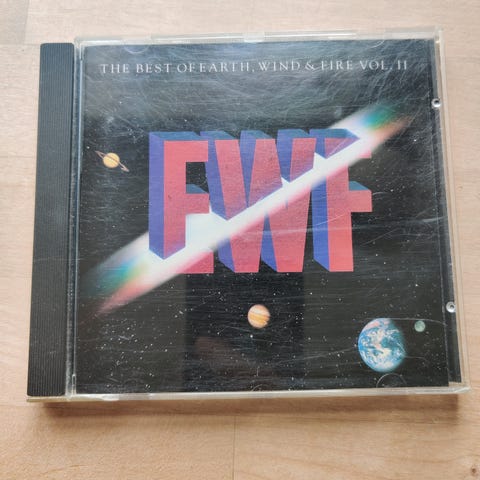 THE BEST OF EARTH, WIND & FIRE VOL. II
EWF